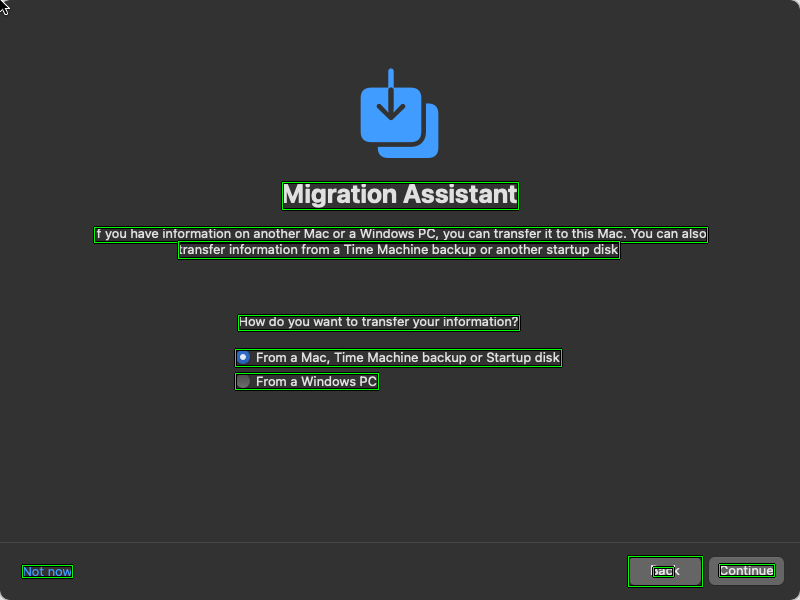 Migration Assistant
If you have information on another Mac or a Windows PC, you can transfer it to this Mac. You can also
transfer information from a Time Machine backup or another startup disk
How do you want to transfer your information?
From a Mac, Time Machine backup or Startup disk
From a Windows PC
Not now
Back
Continue